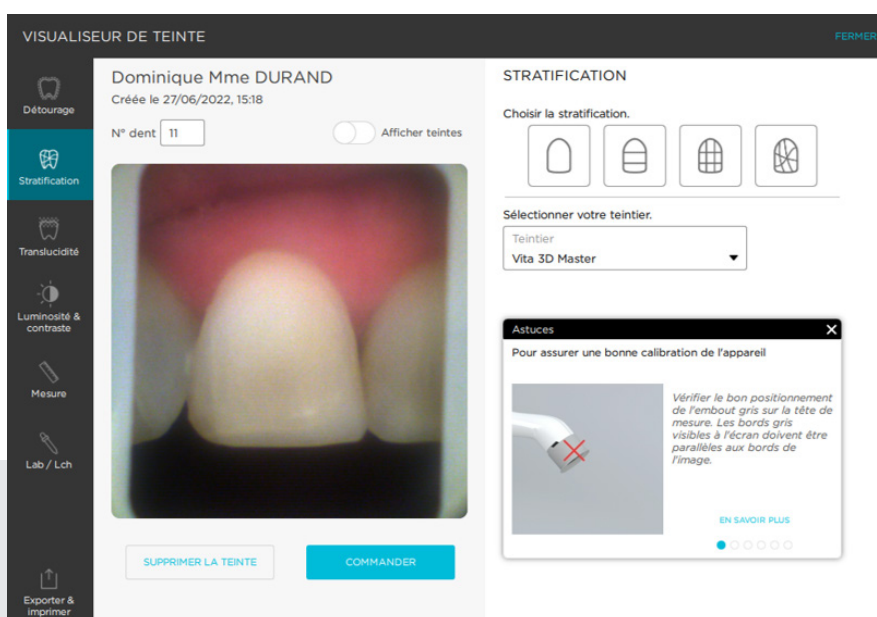 VISUALISEUR DE TEINTE
FERMER
Détourage
Stratification
Translucidité
Luminosité &
contraste
Mesure
Lab / Lch
Exporter &
imprimer
Dominique Mme DURAND
Créée le 27/06/2022, 15:18
N° dent 11
Afficher teintes
SUPPRIMER LA TEINTE
COMMANDER
STRATIFICATION
Choisir la stratification.
Sélectionner votre teintier.
Teintier
Vita 3D Master
Astuces
Pour assurer une bonne calibration de l'appareil
Vérifier le bon positionnement
de l'embout gris sur la tête de
mesure. Les bords gris
visibles à l'écran doivent être
parallèles aux bords de
l'image.
EN SAVOIR PLUS